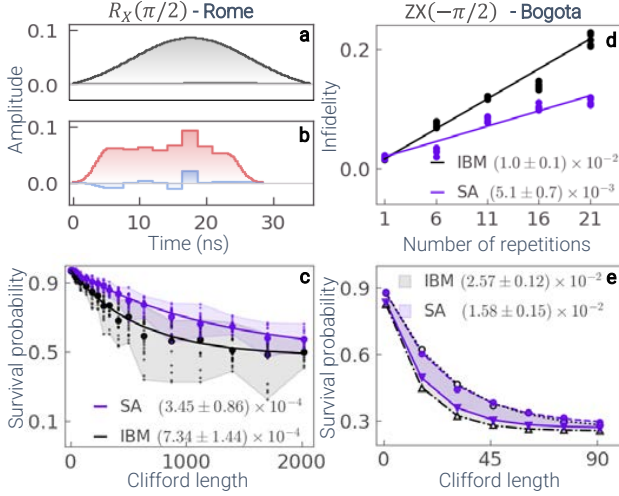 R_X(π/2) - Rome
a
0.1
0.0
Amplitude
b
0.1
0.0
0 10 20 30
Time (ns)
ZX(−π/2) - Bogota
d
0.2
0.0
Infidelity
IBM (1.0 ± 0.1) × 10⁻²
SA (5.1 ± 0.7) × 10⁻³
1 6 11 16 21
Number of repetitions
c
0.9
0.5
0.1
Survival probability
SA (3.45 ± 0.86) × 10⁻⁴
IBM (7.34 ± 1.44) × 10⁻⁴
0 1000 2000
Clifford length
e
IBM (2.57 ± 0.12) × 10⁻²
SA (1.58 ± 0.15) × 10⁻²
0.9
0.6
0.3
Survival probability
0 45 90
Clifford length